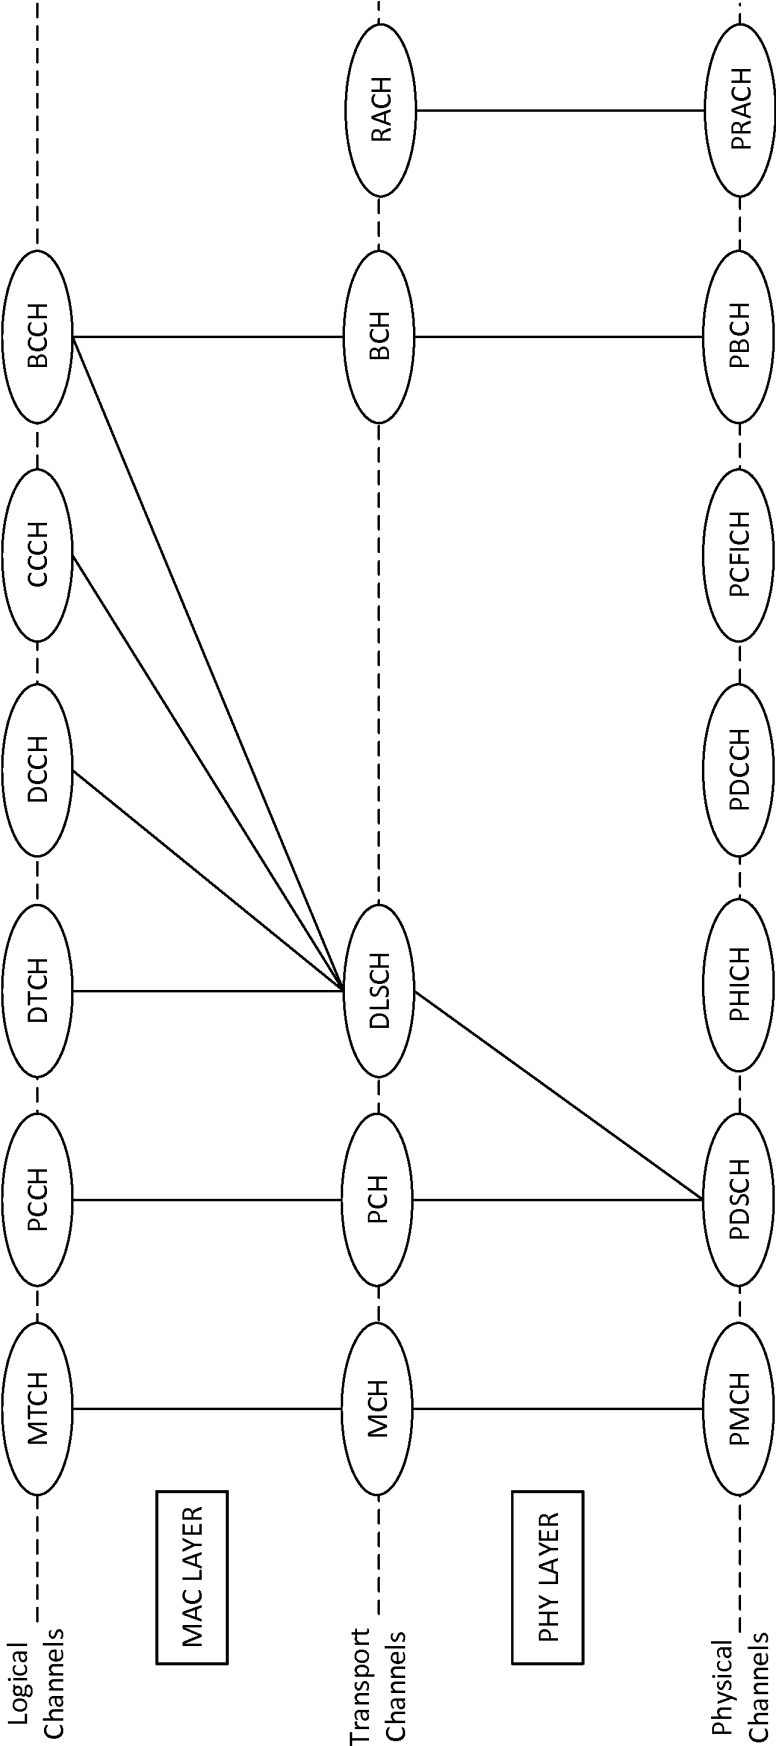 Logical
Channels
MTCH
PCCH
DTCH
DCCH
CCCH
BCCH
MAC LAYER
Transport
Channels
MCH
PCH
DLSCH
BCH
RACH
PHY LAYER
Physical
Channels
PMCH
PDSCH
PHICH
PDCCH
PCFICH
PBCH
PRACH